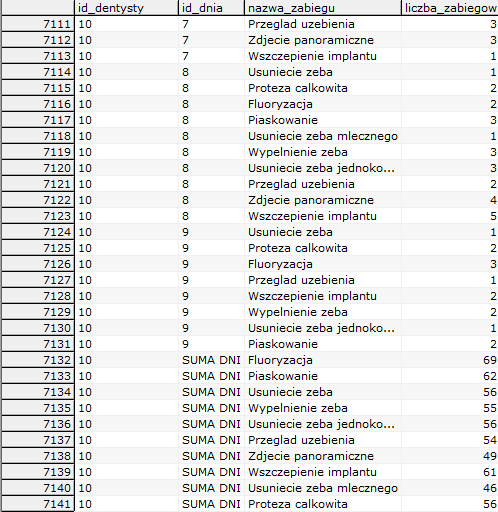 id_dentysty id_dnia nazwa_zabiegu liczba_zabiegow
7111 10 7 Przeglad uzebienia 3
7112 10 7 Zdjecie panoramiczne 3
7113 10 7 Wszczepienie implantu 1
7114 10 8 Usuniecie zeba 1
7115 10 8 Proteza calkowita 2
7116 10 8 Fluoryzacja 2
7117 10 8 Piaskowanie 3
7118 10 8 Usuniecie zeba mlecznego 1
7119 10 8 Wypelnienie zeba 3
7120 10 8 Usuniecie zeba jednoko... 3
7121 10 8 Przeglad uzebienia 2
7122 10 8 Zdjecie panoramiczne 4
7123 10 8 Wszczepienie implantu 5
7124 10 9 Usuniecie zeba 1
7125 10 9 Proteza calkowita 2
7126 10 9 Fluoryzacja 3
7127 10 9 Przeglad uzebienia 1
7128 10 9 Wszczepienie implantu 2
7129 10 9 Wypelnienie zeba 2
7130 10 9 Usuniecie zeba jednoko... 1
7131 10 9 Piaskowanie 2
7132 10 SUMA DNI Fluoryzacja 69
7133 10 SUMA DNI Piaskowanie 62
7134 10 SUMA DNI Usuniecie zeba 56
7135 10 SUMA DNI Wypelnienie zeba 55
7136 10 SUMA DNI Usuniecie zeba jednoko... 56
7137 10 SUMA DNI Przeglad uzebienia 54
7138 10 SUMA DNI Zdjecie panoramiczne 49
7139 10 SUMA DNI Wszczepienie implantu 61
7140 10 SUMA DNI Usuniecie zeba mlecznego 46
7141 10 SUMA DNI Proteza calkowita 56